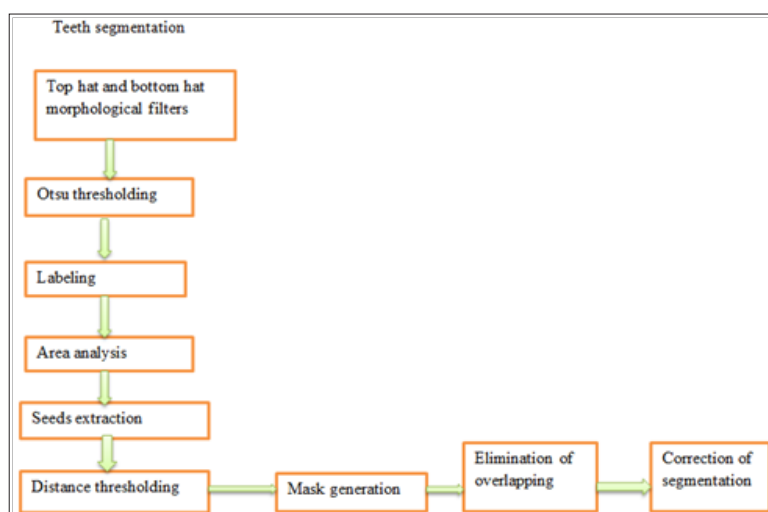 Teeth segmentation
Top hat and bottom hat
morphological filters
Otsu thresholding
Labeling
Area analysis
Seeds extraction
Distance thresholding
Mask generation
Elimination of
overlapping
Correction of
segmentation